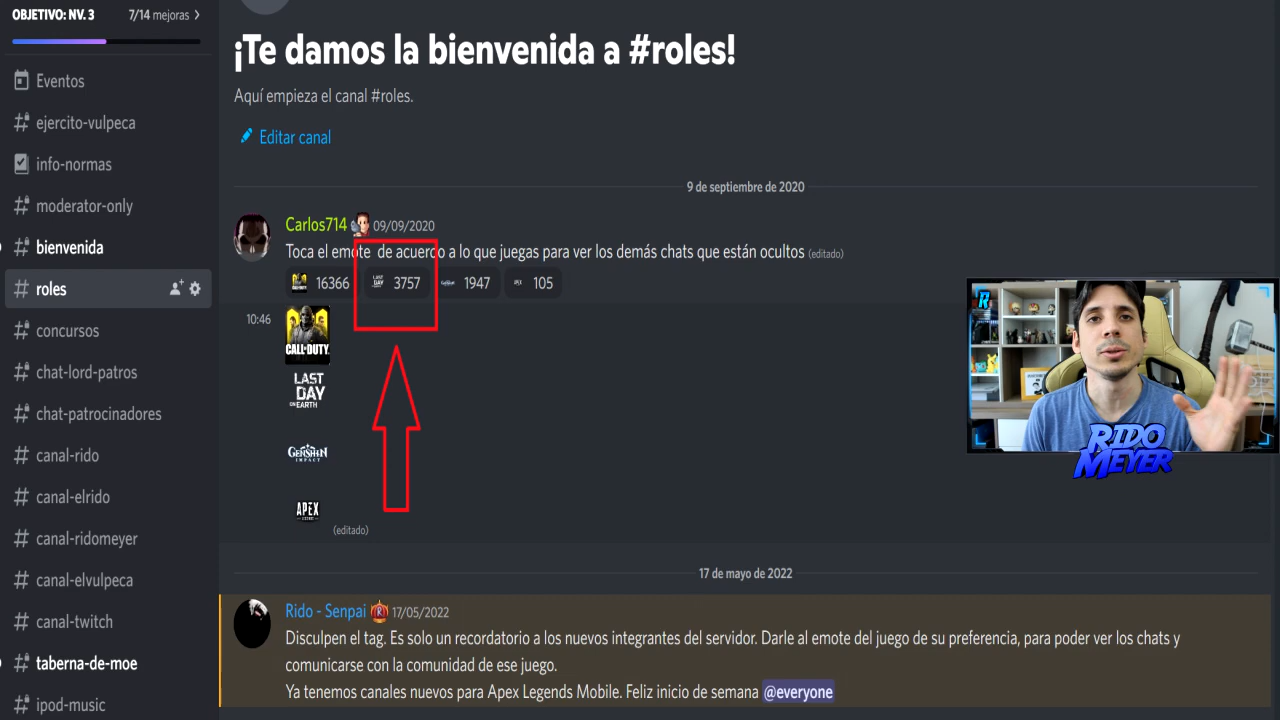 OBJETIVO: NV. 3
7/14 mejoras
Eventos
ejercito-vulpeca
info-normas
moderator-only
bienvenida
roles
concursos
chat-lord-patros
chat-patrocinadores
canal-rido
canal-elrido
canal-ridomeyer
canal-elvulpeca
canal-twitch
taberna-de-moe
ipod-music
¡Te damos la bienvenida a #roles!
Aquí empieza el canal #roles.
Editar canal
9 de septiembre de 2020
Carlos714 09/09/2020
Toca el emote de acuerdo a lo que juegas para ver los demás chats que están ocultos (editado)
16366 LAST DAY 3757 1947 105
10:46
CALL·DUTY
LAST
DAY
ON EARTH
GENSHIN
IMPACT
APEX
(editado)
17 de mayo de 2022
Rido - Senpai 17/05/2022
Disculpen el tag. Es solo un recordatorio a los nuevos integrantes del servidor. Darle al emote del juego de su preferencia, para poder ver los chats y
comunicarse con la comunidad de ese juego.
Ya tenemos canales nuevos para Apex Legends Mobile. Feliz inicio de semana @everyone
RIDO
MEYER